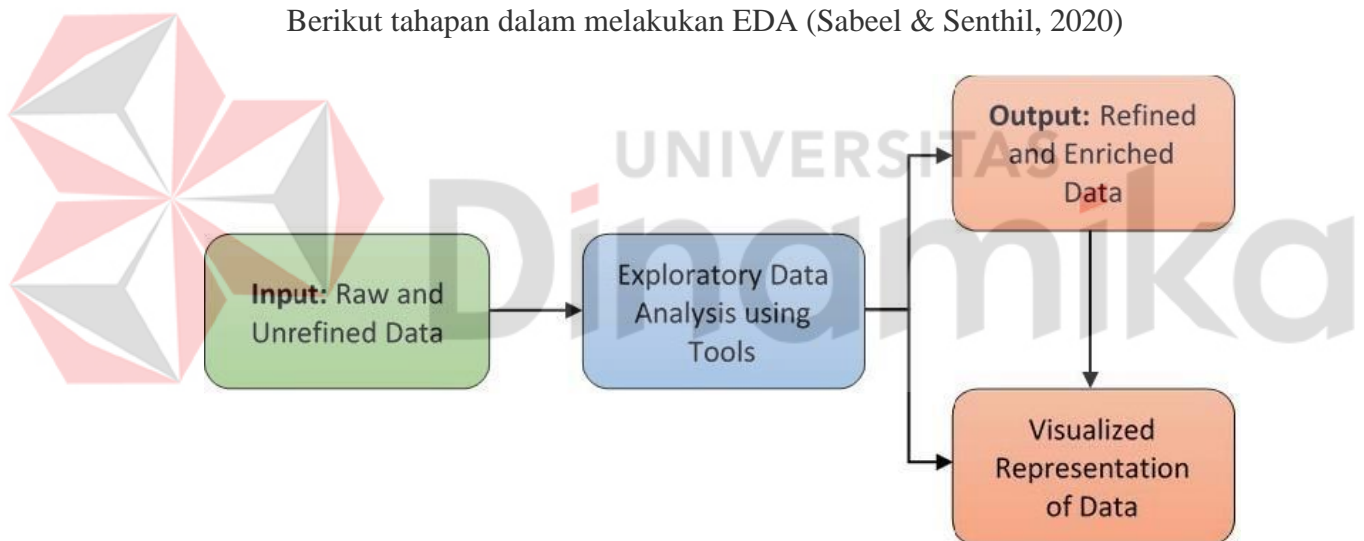 Berikut tahapan dalam melakukan EDA (Sabeel & Senthil, 2020)
UNIVERSITAS
Dinamika
Input: Raw and
Unrefined Data
Exploratory Data
Analysis using
Tools
Output: Refined
and Enriched
Data
Visualized
Representation
of Data